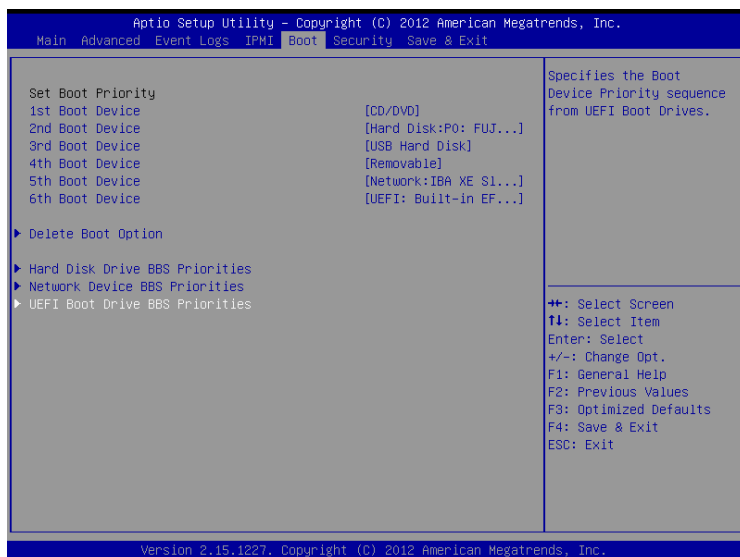 Aptio Setup Utility – Copyright (C) 2012 American Megatrends, Inc.
Main Advanced Event Logs IPMI Boot Security Save & Exit
Set Boot Priority
1st Boot Device [CD/DVD]
2nd Boot Device [Hard Disk:P0: FUJ...]
3rd Boot Device [USB Hard Disk]
4th Boot Device [Removable]
5th Boot Device [Network:IBA XE Sl...]
6th Boot Device [UEFI: Built-in EF...]
Delete Boot Option
Hard Disk Drive BBS Priorities
Network Device BBS Priorities
UEFI Boot Drive BBS Priorities
Specifies the Boot
Device Priority sequence
from UEFI Boot Drives.
→←: Select Screen
↑↓: Select Item
Enter: Select
+/-: Change Opt.
F1: General Help
F2: Previous Values
F3: Optimized Defaults
F4: Save & Exit
ESC: Exit
Version 2.15.1227. Copyright (C) 2012 American Megatrends, Inc.